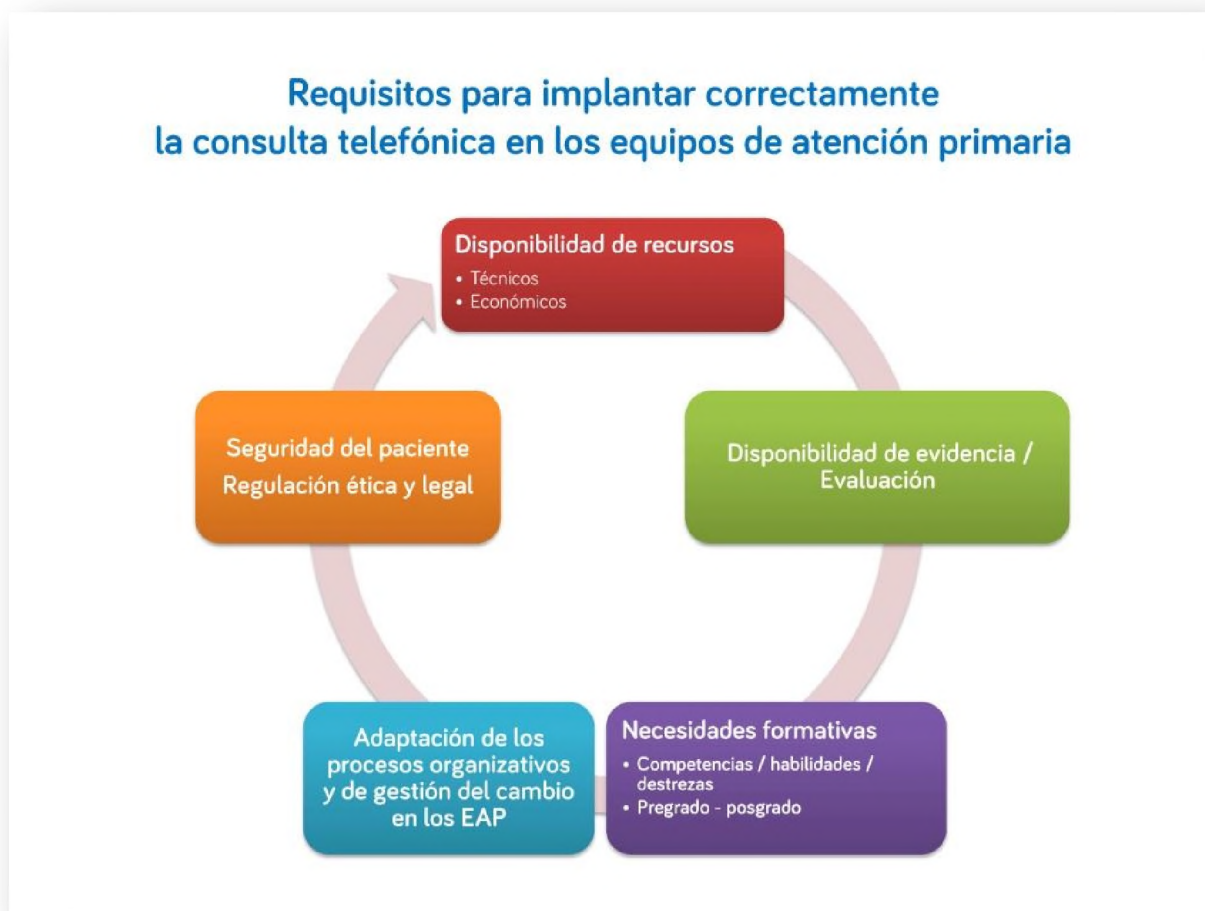 Requisitos para implantar correctamente
la consulta telefónica en los equipos de atención primaria
Disponibilidad de recursos
• Técnicos
• Económicos
Disponibilidad de evidencia /
Evaluación
Necesidades formativas
• Competencias / habilidades /
destrezas
• Pregrado - posgrado
Adaptación de los
procesos organizativos
y de gestión del cambio
en los EAP
Seguridad del paciente
Regulación ética y legal